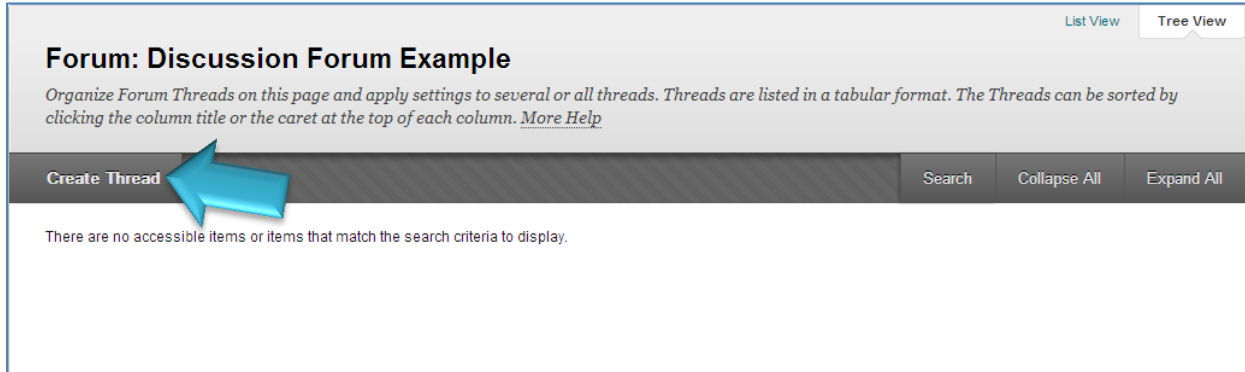 List View Tree View
Forum: Discussion Forum Example
Organize Forum Threads on this page and apply settings to several or all threads. Threads are listed in a tabular format. The Threads can be sorted by
clicking the column title or the caret at the top of each column. More Help
Create Thread Search Collapse All Expand All
There are no accessible items or items that match the search criteria to display.